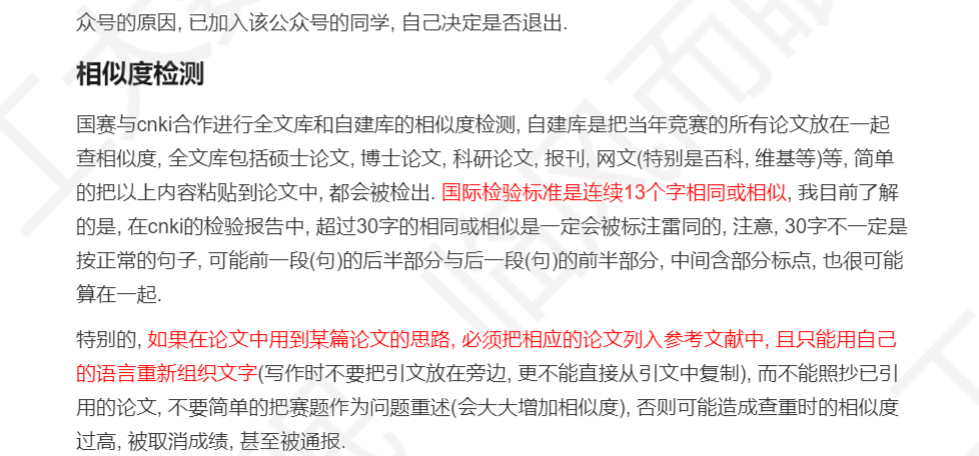 众号的原因, 已加入该公众号的同学, 自己决定是否退出.
相似度检测
国赛与cnki合作进行全文库和自建库的相似度检测, 自建库是把当年竞赛的所有论文放在一起
查相似度, 全文库包括硕士论文, 博士论文, 科研论文, 报刊, 网文(特别是百科, 维基等)等, 简单
的把以上内容粘贴到论文中, 都会被检出. 国际检验标准是连续13个字相同或相似, 我目前了解
的是, 在cnki的检验报告中, 超过30字的相同或相似是一定会被标注雷同的, 注意, 30字不一定是
按正常的句子, 可能前一段(句)的后半部分与后一段(句)的前半部分, 中间含部分标点, 也很可能
算在一起.
特别的, 如果在论文中用到某篇论文的思路, 必须把相应的论文列入参考文献中, 且只能用自己
的语言重新组织文字(写作时不要把引文放在旁边, 更不能直接从引文中复制), 而不能照抄已引
用的论文, 不要简单的把赛题作为问题重述(会大大增加相似度), 否则可能造成查重时的相似度
过高, 被取消成绩, 甚至被通报.